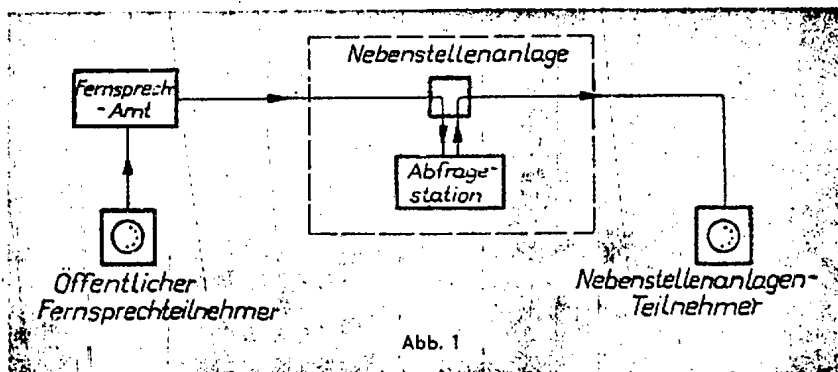 Nebenstellenanlage
Fernsprech
-Amt
Abfrage-
station
Öffentlicher
Fernsprechteilnehmer
Nebenstellenanlagen-
Teilnehmer
Abb. 1